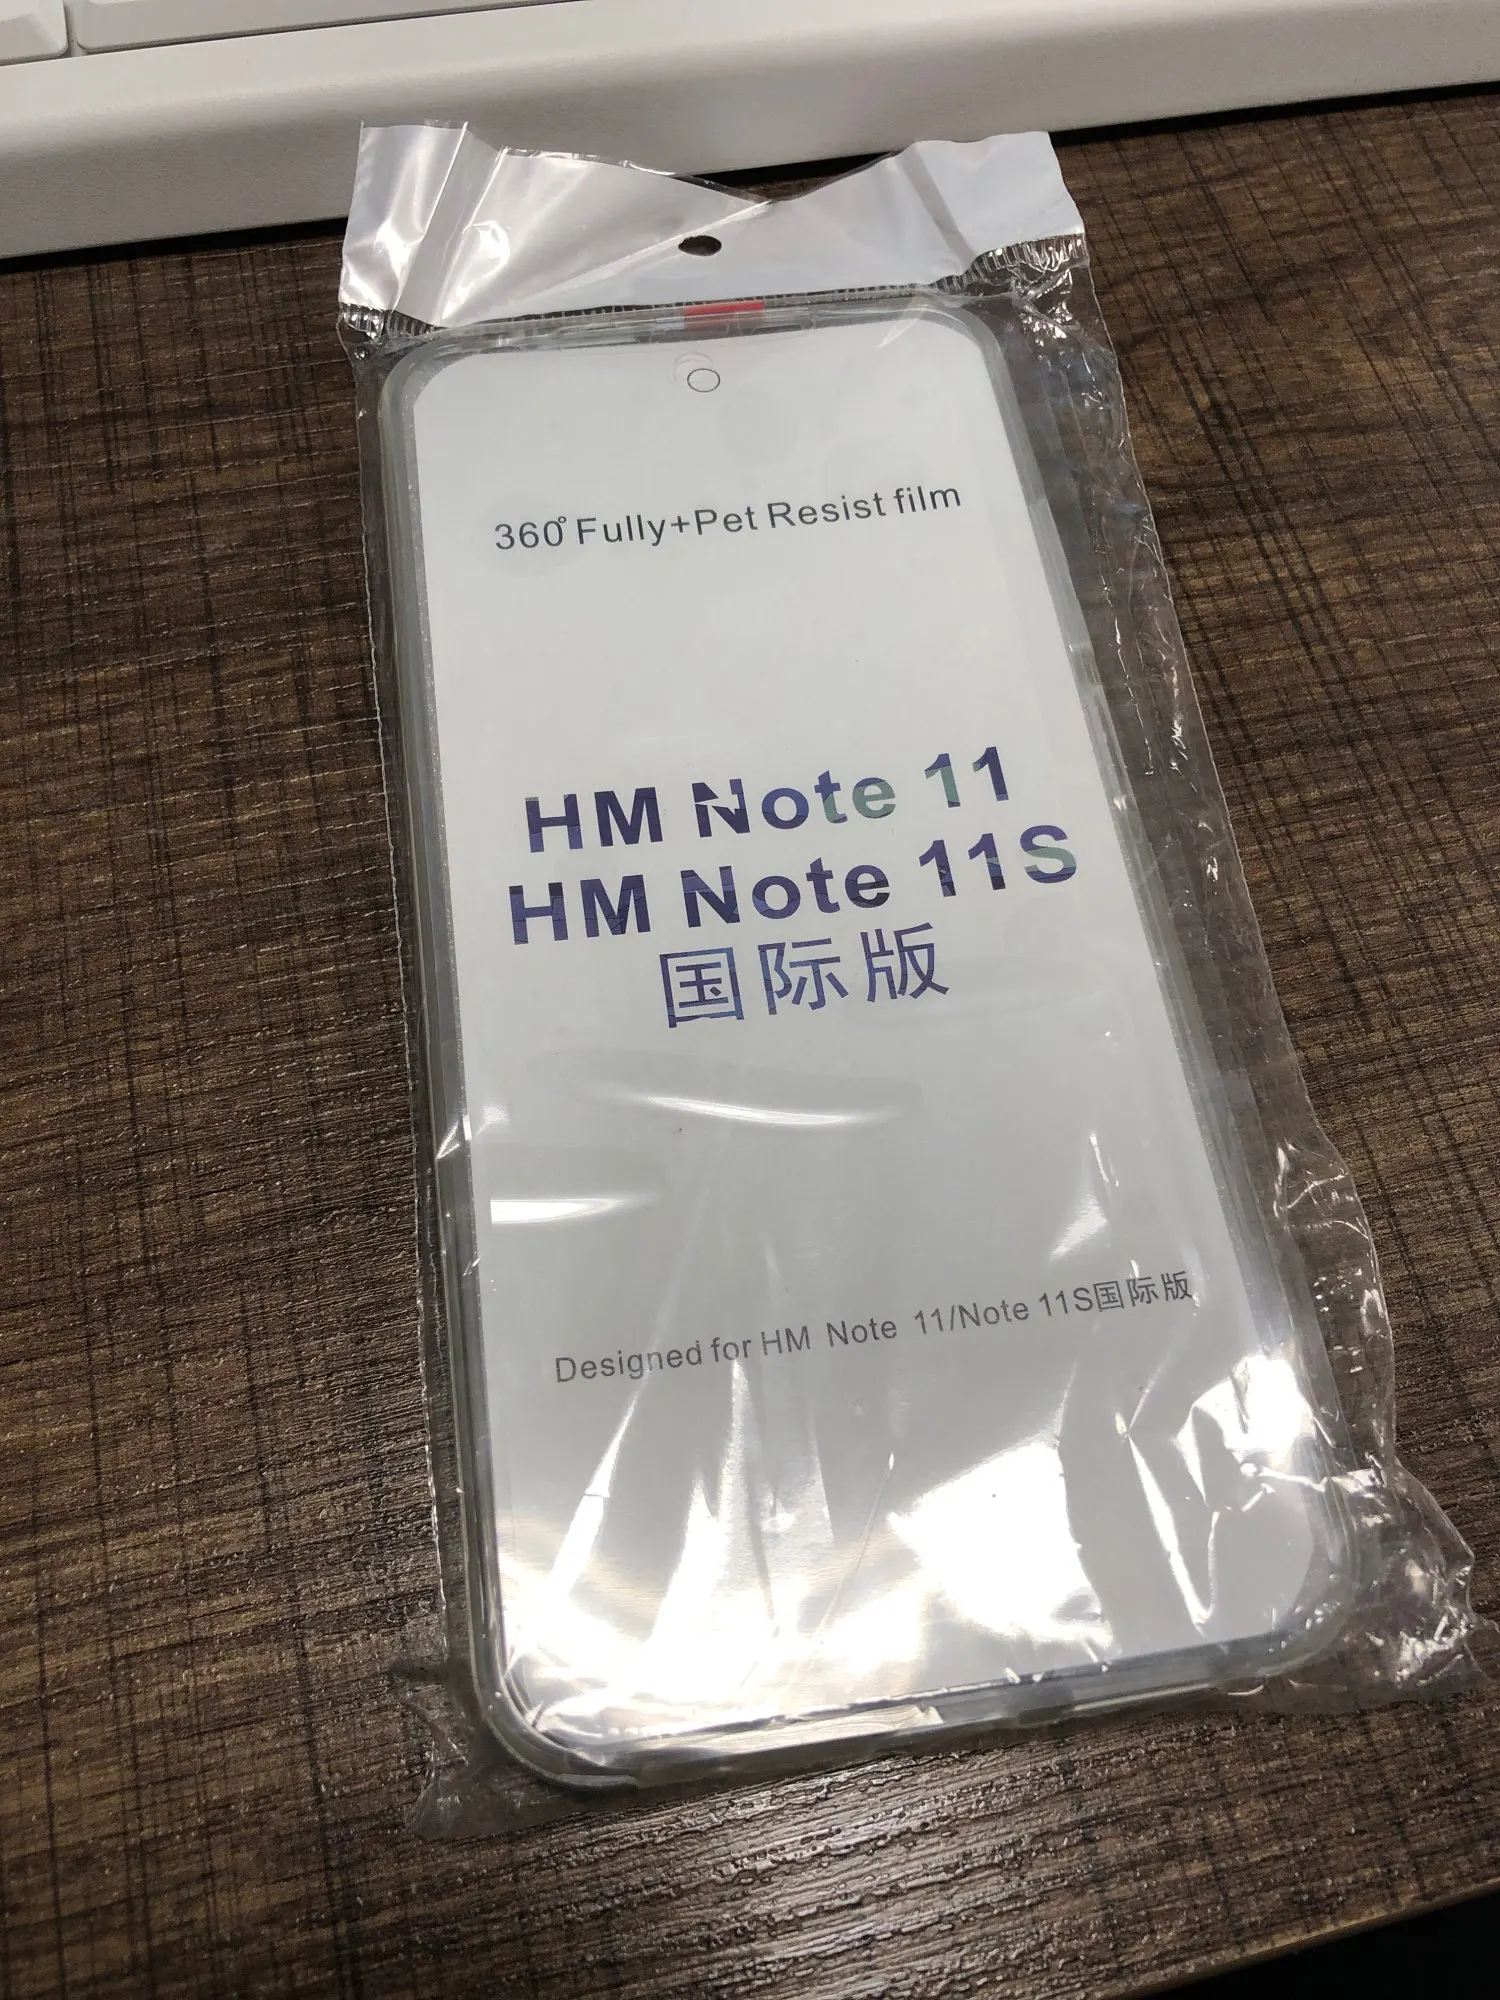 360° Fully+Pet Resist film
HM Note 11
HM Note 11S
国际版
Designed for HM Note 11/Note 11S国际版